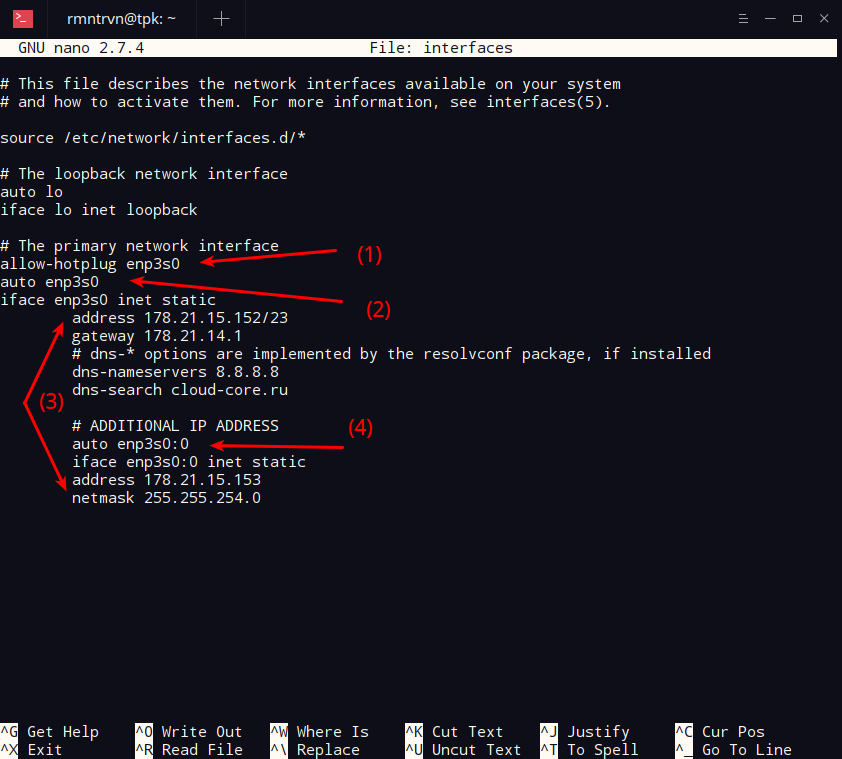 rmntrvn@tpk: ~
GNU nano 2.7.4 File: interfaces
# This file describes the network interfaces available on your system
# and how to activate them. For more information, see interfaces(5).
source /etc/network/interfaces.d/*
# The loopback network interface
auto lo
iface lo inet loopback
# The primary network interface
allow-hotplug enp3s0 (1)
auto enp3s0
iface enp3s0 inet static (2)
address 178.21.15.152/23
gateway 178.21.14.1
# dns-* options are implemented by the resolvconf package, if installed
dns-nameservers 8.8.8.8
dns-search cloud-core.ru
(3)
# ADDITIONAL IP ADDRESS (4)
auto enp3s0:0
iface enp3s0:0 inet static
address 178.21.15.153
netmask 255.255.254.0
^G Get Help ^O Write Out ^W Where Is ^K Cut Text ^J Justify ^C Cur Pos
^X Exit ^R Read File ^\ Replace ^U Uncut Text ^T To Spell ^_ Go To Line